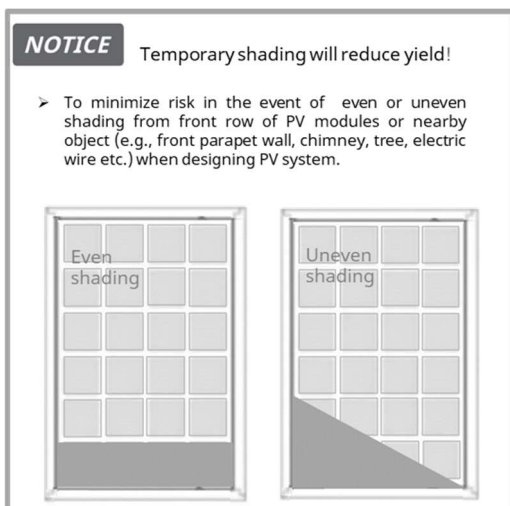 NOTICE
Temporary shading will reduce yield!
➢ To minimize risk in the event of even or uneven
shading from front row of PV modules or nearby
object (e.g., front parapet wall, chimney, tree, electric
wire etc.) when designing PV system.
Even
shading
Uneven
shading